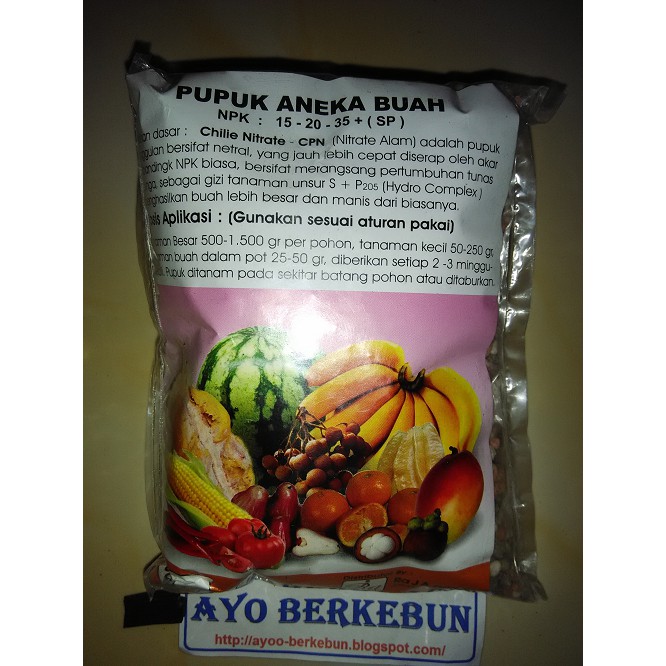 PUPUK ANEKA BUAH
NPK : 15 - 20 - 35 + ( SP )
dasar : Chilie Nitrate - CPN (Nitrate Alam) adalah pupuk
bersifat netral, yang jauh lebih cepat diserap oleh akar
NPK biasa, bersifat merangsang pertumbuhan tunas
sebagai gizi tanaman unsur S + P205 (Hydro Complex)
buah lebih besar dan manis dari biasanya.
Aplikasi : (Gunakan sesuai aturan pakai)
Besar 500-1.500 gr per pohon, tanaman kecil 50-250 gr,
buah dalam pot 25-50 gr, diberikan setiap 2 -3 minggu-
Pupuk ditanam pada sekitar batang pohon atau ditaburkan.
AYO BERKEBUN
http://ayoo-berkebun.blogspot.com/